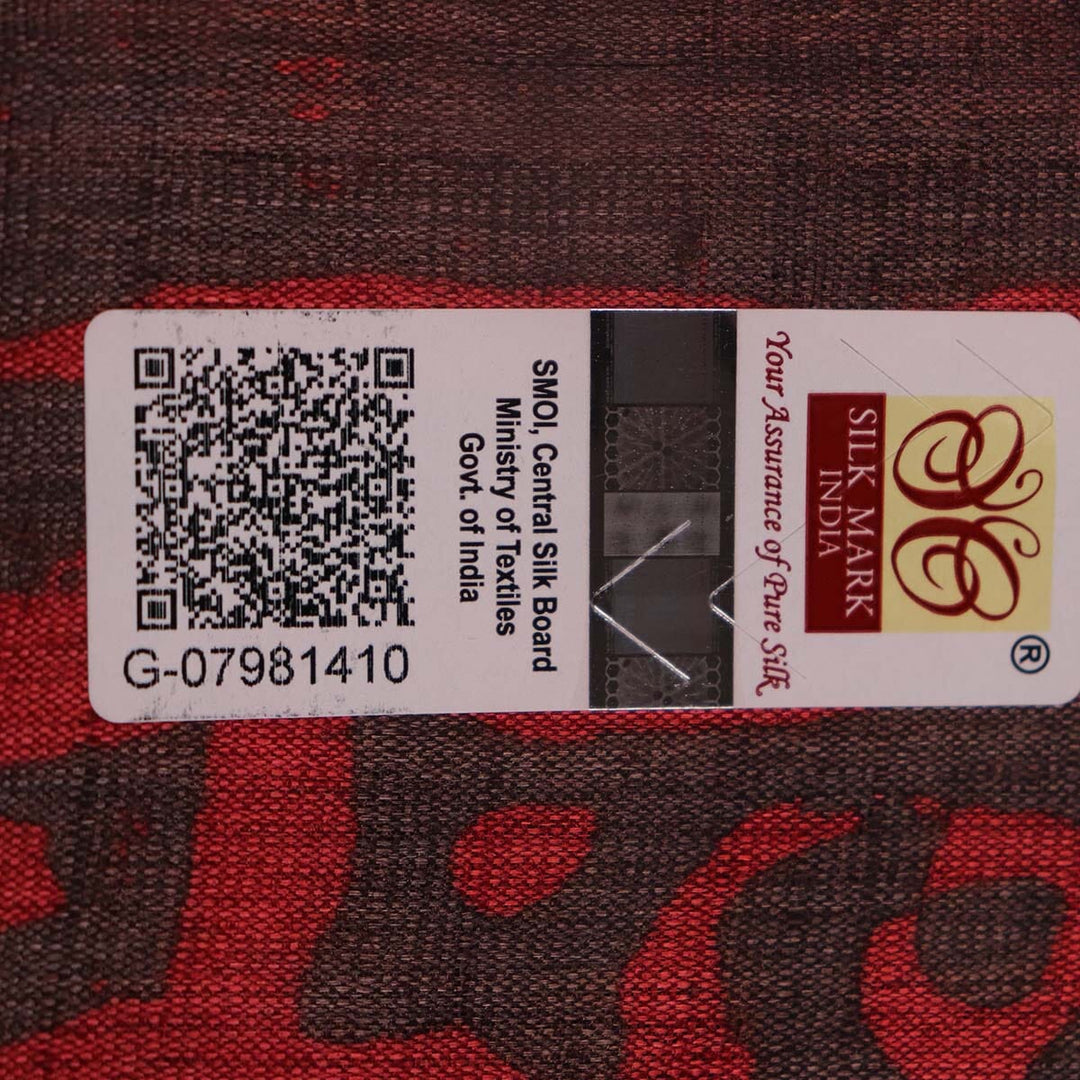 G-07981410
SMOI, Central Silk Board
Ministry of Textiles
Govt. of India
SILK MARK
INDIA
®
Your Assurance of Pure Silk